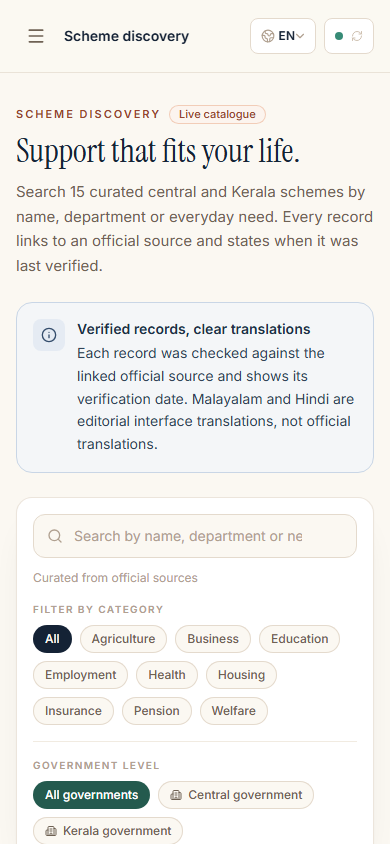 Scheme discovery
EN
SCHEME DISCOVERY
Live catalogue
Support that fits your life.
Search 15 curated central and Kerala schemes by
name, department or everyday need. Every record
links to an official source and states when it was
last verified.
Verified records, clear translations
Each record was checked against the
linked official source and shows its
verification date. Malayalam and Hindi are
editorial interface translations, not official
translations.
Search by name, department or ne
Curated from official sources
FILTER BY CATEGORY
All Agriculture Business Education
Employment Health Housing
Insurance Pension Welfare
GOVERNMENT LEVEL
All governments Central government
Kerala government